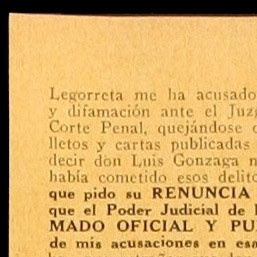 Legorreta me ha acusado
y difamación ante el Juzg
Corte Penal, quejándose d
lletos y cartas publicadas
decir don Luis Gonzaga n
había cometido esos delito
que pido su RENUNCIA
que el Poder Judicial de l
MADO OFICIAL Y PU
de mis acusaciones en esa